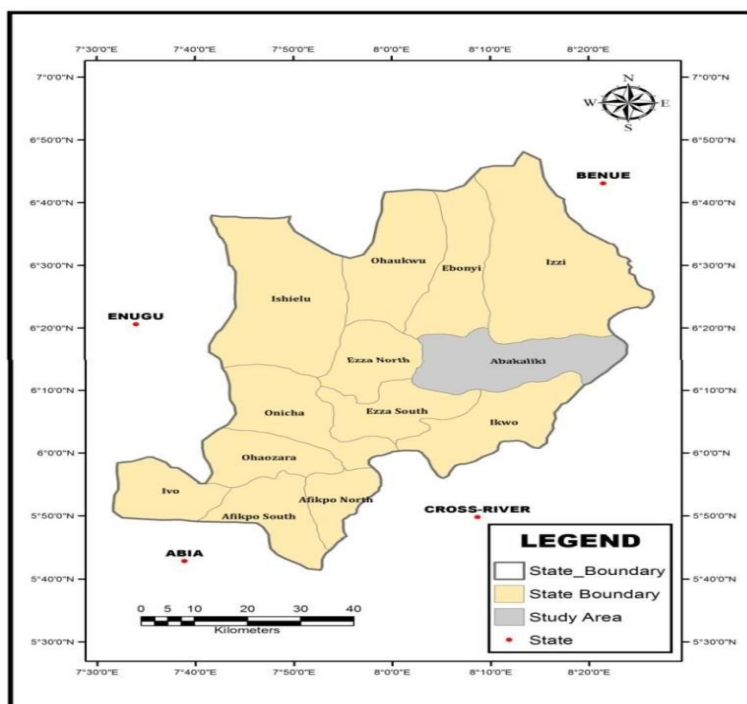 7°30'0"E 7°40'0"E 7°50'0"E 8°0'0"E 8°10'0"E 8°20'0"E
7°0'0"N 7°0'0"N
N
W E
S
6°50'0"N 6°50'0"N
BENUE
6°40'0"N 6°40'0"N
Ohaukwu Ebonyi Izzi
6°30'0"N 6°30'0"N
Ishielu
ENUGU
6°20'0"N 6°20'0"N
Ezza North Abakaliki
6°10'0"N 6°10'0"N
Onicha Ezza South Ikwo
6°0'0"N 6°0'0"N
Ohaozara
Ivo Afikpo South Afikpo North
5°50'0"N CROSS-RIVER 5°50'0"N
LEGEND
ABIA
State_Boundary
5°40'0"N 5°40'0"N
State Boundary
Study Area
State
0 5 10 20 30 40
Kilometers
5°30'0"N 5°30'0"N
7°30'0"E 7°40'0"E 7°50'0"E 8°0'0"E 8°10'0"E 8°20'0"E